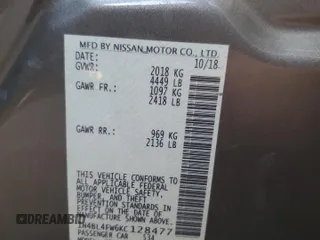 MFD BY NISSAN MOTOR CO., LTD.
DATE: 10/18
GVWR: 2018 KG
4449 LB
GAWR FR.: 1097 KG
2418 LB
GAWR RR.: 969 KG
2136 LB
THIS VEHICLE CONFORMS TO ALL
APPLICABLE FEDERAL MOTOR VEHICLE
SAFETY, BUMPER, AND THEFT
PREVENTION STANDARDS IN EFFECT
ON THE DATE OF MANUFACTURE
SHOWN ABOVE.
1N4BL4FW6KC128477
PASSENGER CAR 534
DREAMBID